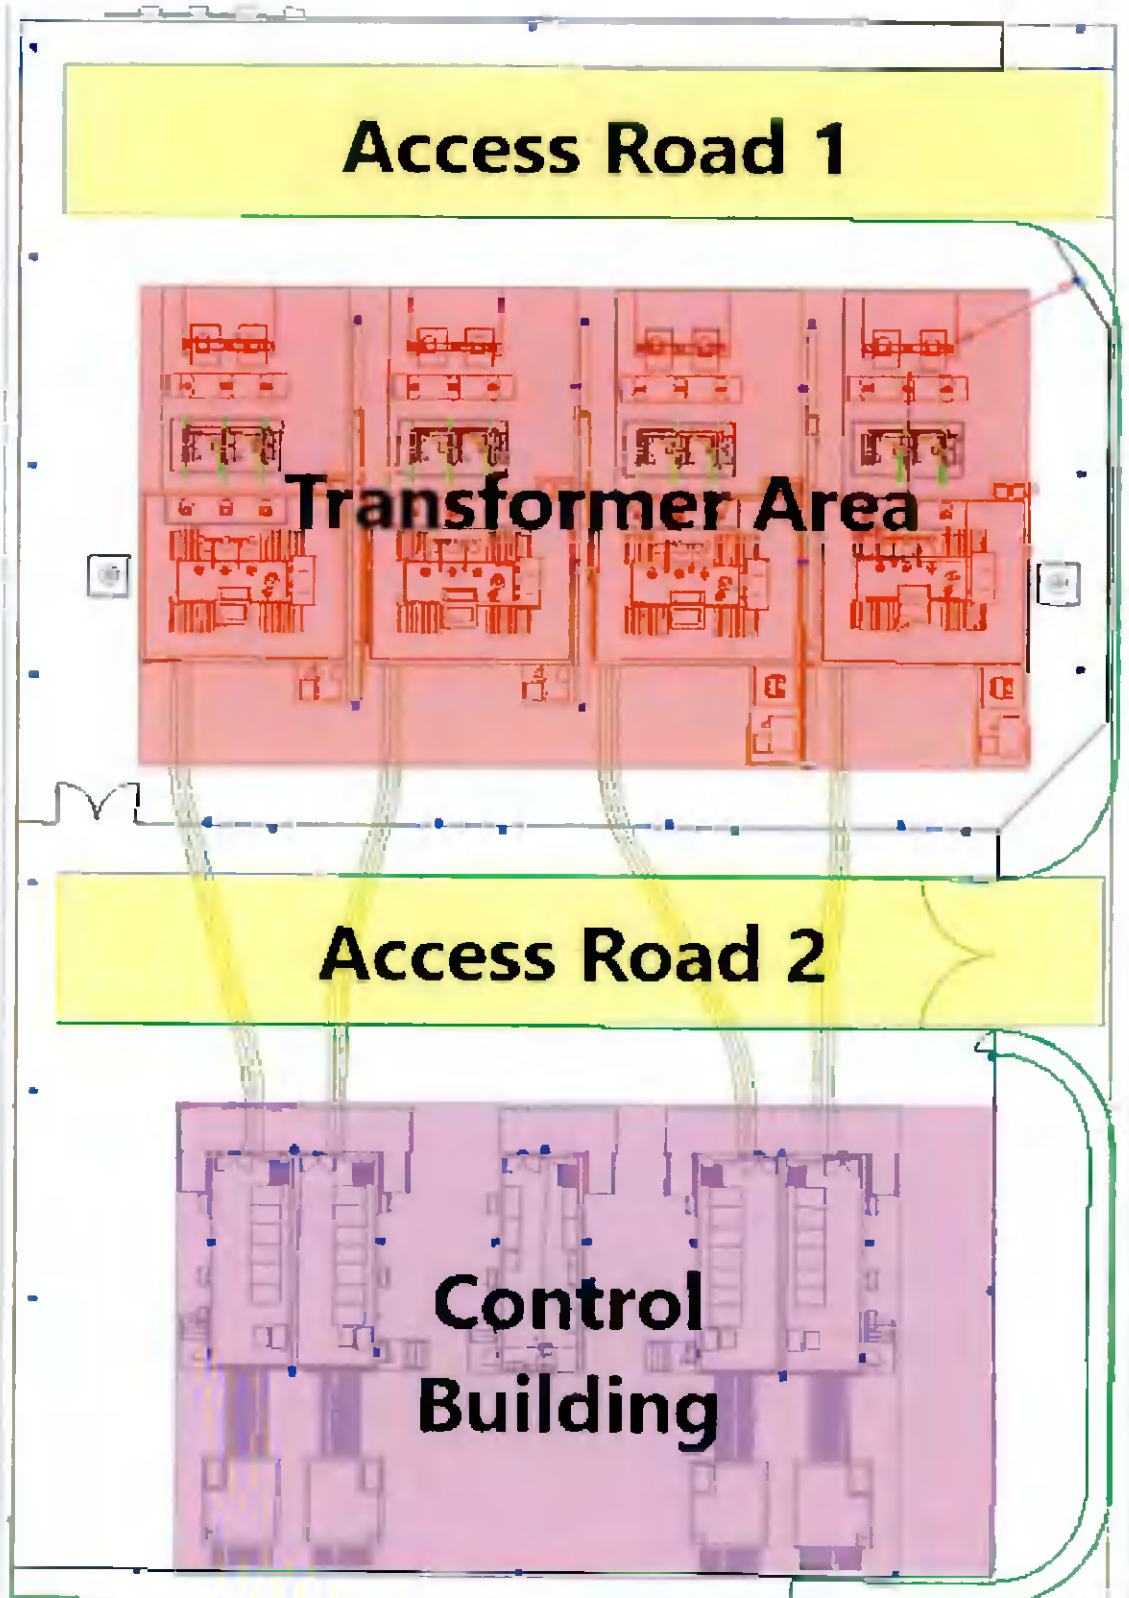 Access Road 1
Transformer Area
Access Road 2
Control
Building